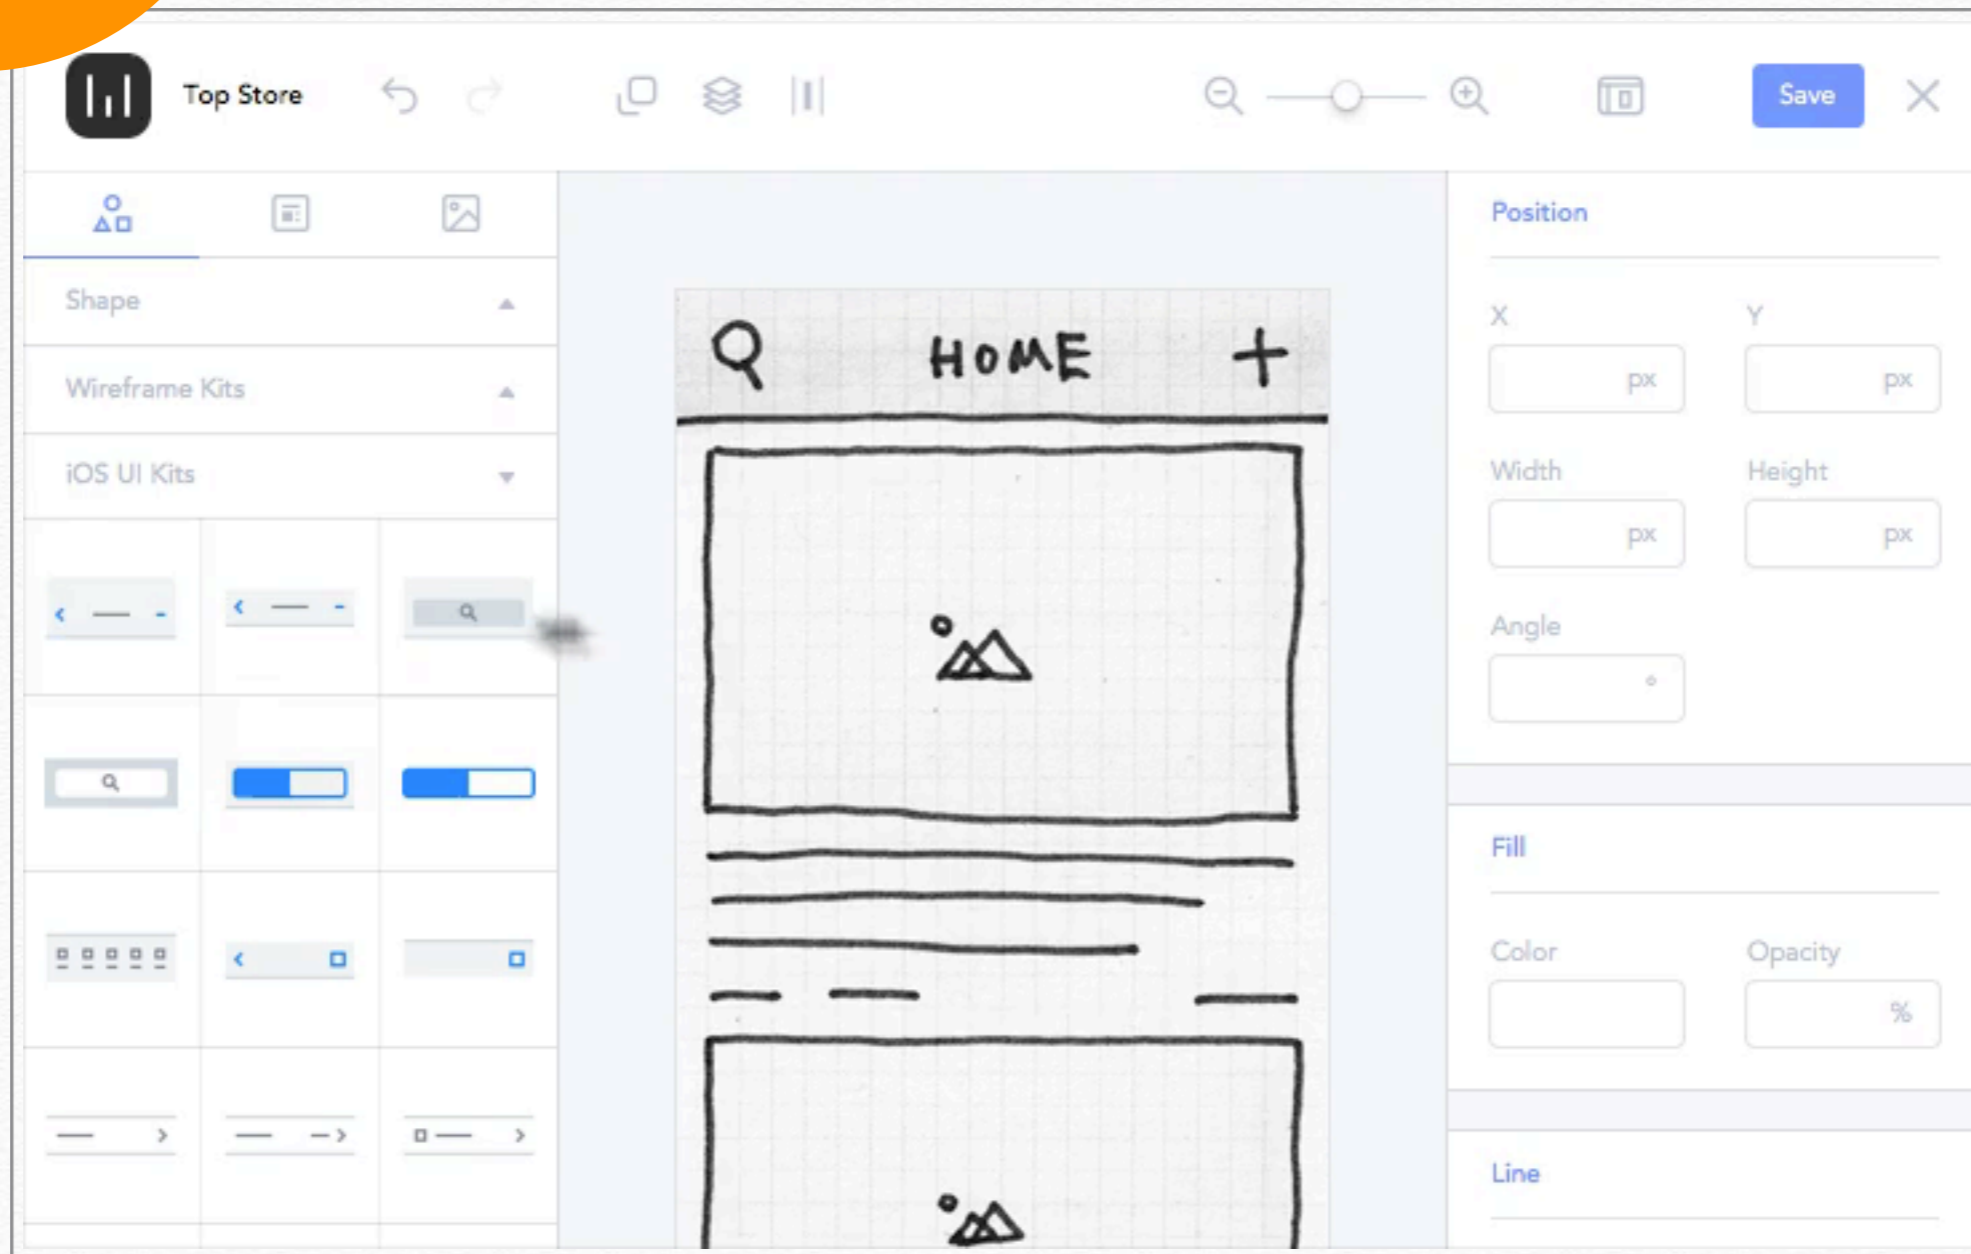 Top Store
Save
Shape
Wireframe Kits
iOS UI Kits
HOME
Position
X Y
px px
Width Height
px px
Angle
°
Fill
Color Opacity
%
Line